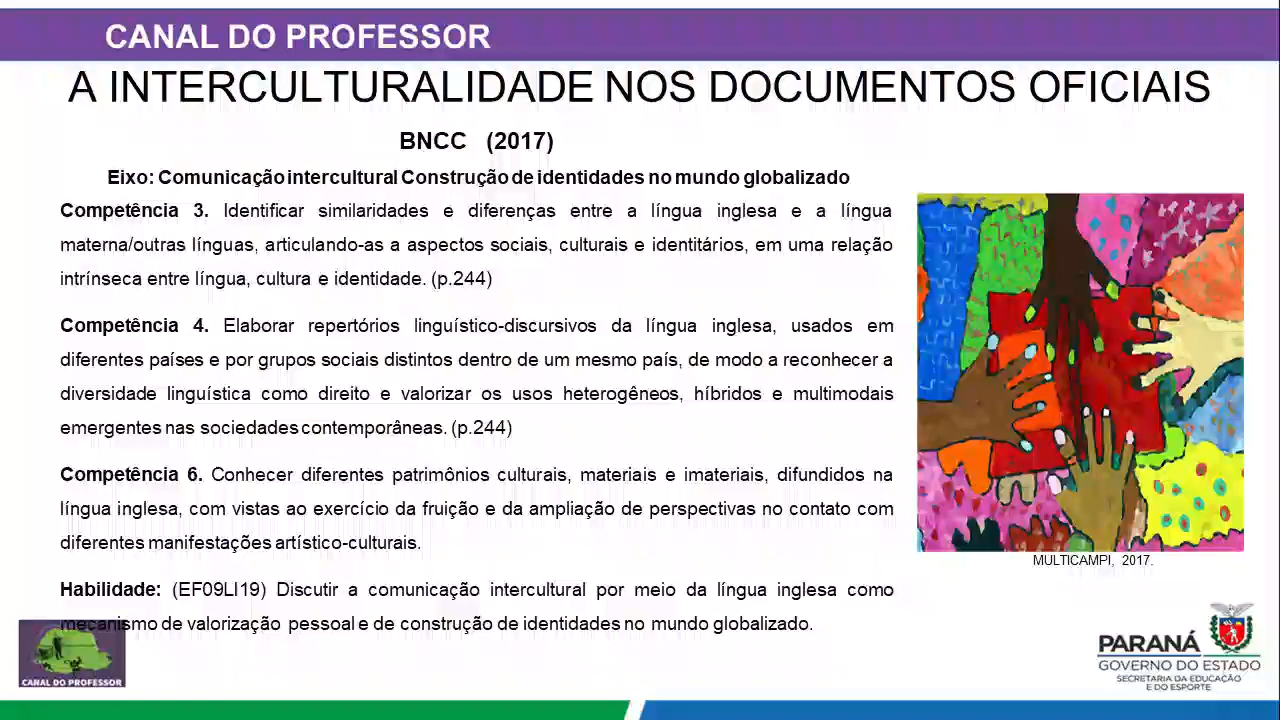 CANAL DO PROFESSOR
A INTERCULTURALIDADE NOS DOCUMENTOS OFICIAIS
BNCC (2017)
Eixo: Comunicação intercultural Construção de identidades no mundo globalizado
Competência 3. Identificar similaridades e diferenças entre a língua inglesa e a língua
materna/outras línguas, articulando-as a aspectos sociais, culturais e identitários, em uma relação
intrínseca entre língua, cultura e identidade. (p.244)
Competência 4. Elaborar repertórios linguístico-discursivos da língua inglesa, usados em
diferentes países e por grupos sociais distintos dentro de um mesmo país, de modo a reconhecer a
diversidade linguística como direito e valorizar os usos heterogêneos, híbridos e multimodais
emergentes nas sociedades contemporâneas. (p.244)
Competência 6. Conhecer diferentes patrimônios culturais, materiais e imateriais, difundidos na
língua inglesa, com vistas ao exercício da fruição e da ampliação de perspectivas no contato com
diferentes manifestações artístico-culturais.
MULTICAMPI, 2017.
Habilidade: (EF09LI19) Discutir a comunicação intercultural por meio da língua inglesa como
mecanismo de valorização pessoal e de construção de identidades no mundo globalizado.
CANAL DO PROFESSOR
PARANÁ
GOVERNO DO ESTADO
SECRETARIA DA EDUCAÇÃO
E DO ESPORTE